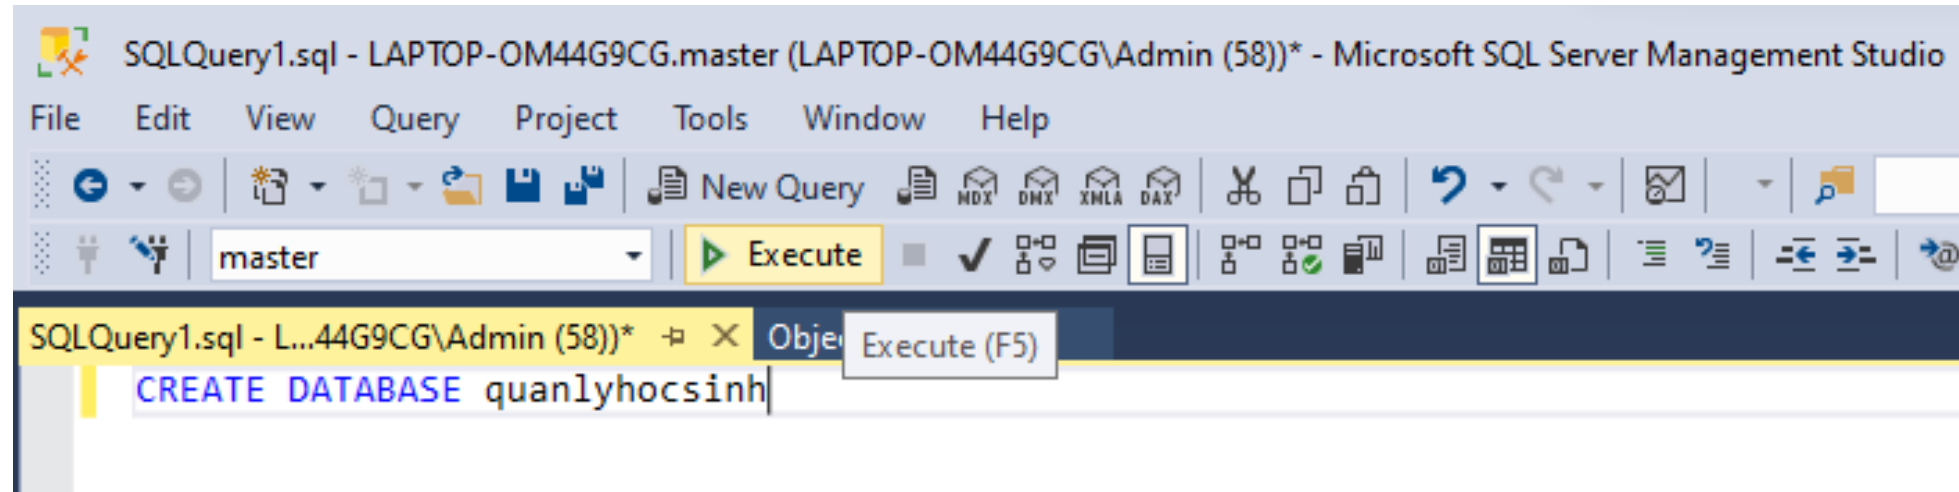 SQLQuery1.sql - LAPTOP-OM44G9CG.master (LAPTOP-OM44G9CG\Admin (58))* - Microsoft SQL Server Management Studio
File Edit View Query Project Tools Window Help
New Query MDX DMX XMLA DAX
master Execute
SQLQuery1.sql - L...44G9CG\Admin (58))* Obje
Execute (F5)
CREATE DATABASE quanlyhocsinh